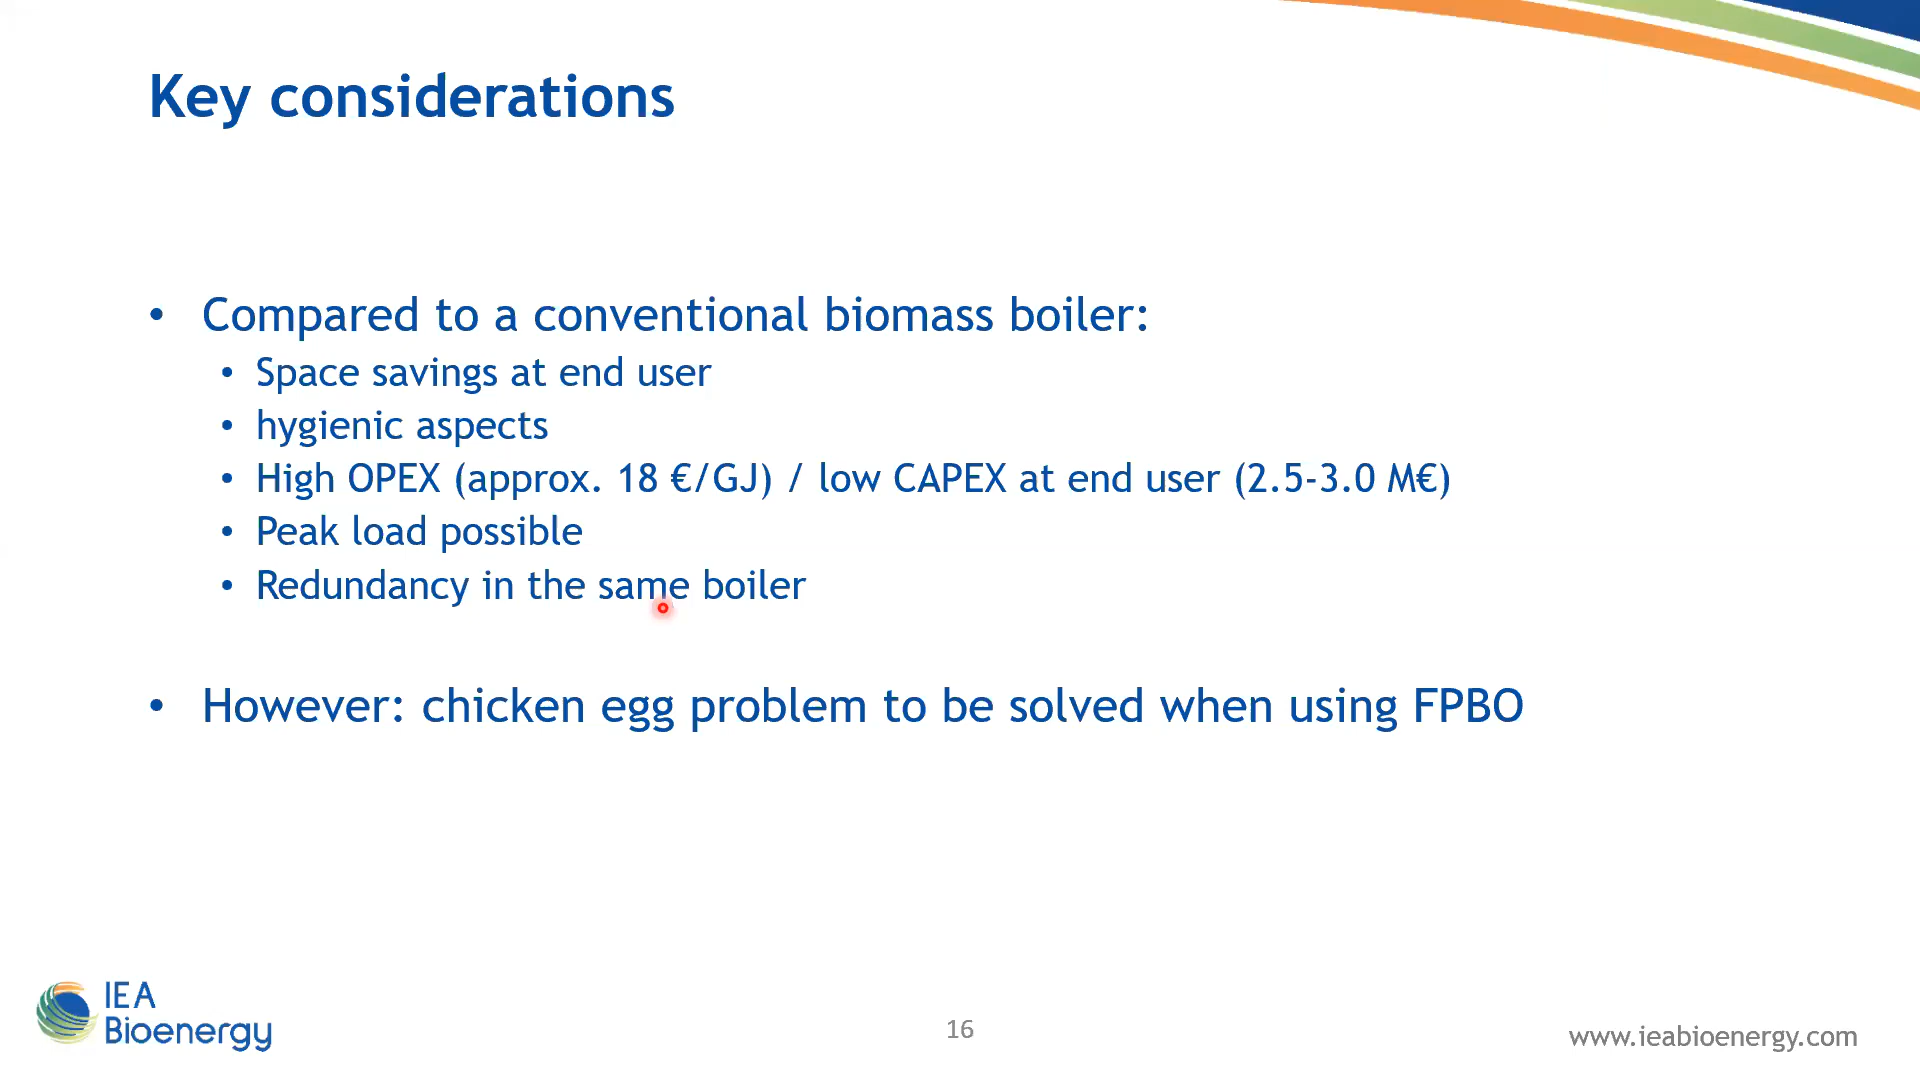 Key considerations
• Compared to a conventional biomass boiler:
• Space savings at end user
• hygienic aspects
• High OPEX (approx. 18 €/GJ) / low CAPEX at end user (2.5-3.0 M€)
• Peak load possible
• Redundancy in the same boiler
• However: chicken egg problem to be solved when using FPBO
IEA
Bioenergy
16
www.ieabioenergy.com